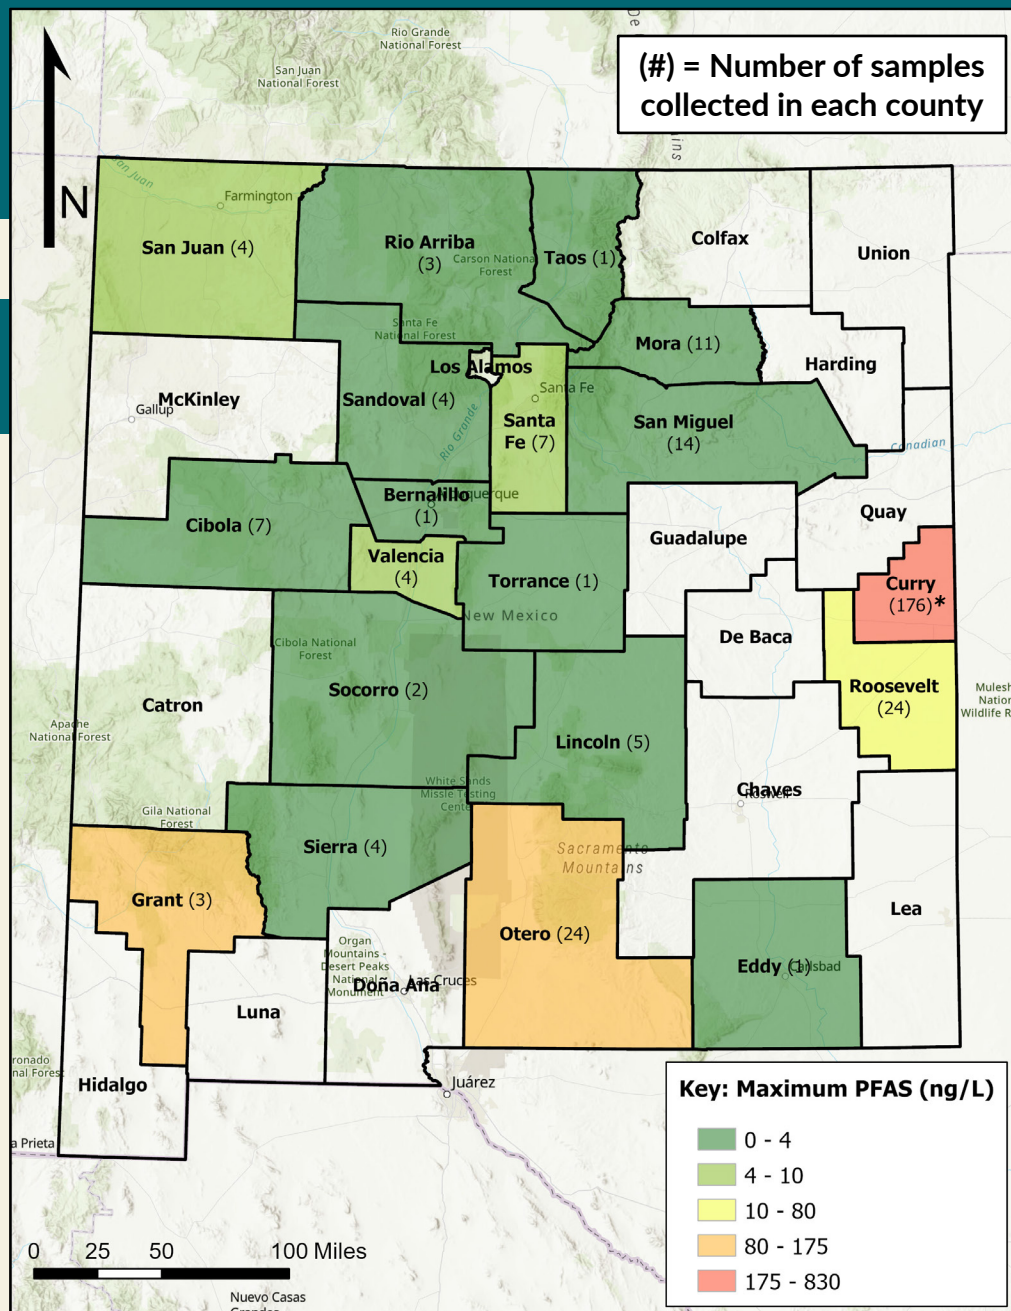 Rio Grande
National Forest
San Juan
National Forest
(#) = Number of samples
collected in each county
N
San Juan
Farmington
San Juan (4)
Rio Arriba
(3)
Carson National
Forest
Taos (1)
Colfax
Union
Santa Fe
National Forest
Mora (11)
Harding
Los Alamos
McKinley
Gallup
Sandoval (4)
Rio Grande
Santa Fe
Santa
Fe (7)
San Miguel
(14)
Canadian
Bernalillo
Albuquerque
(1)
Cibola (7)
Valencia
(4)
Torrance (1)
New Mexico
Guadalupe
Quay
Curry
(176)*
De Baca
Cibola National
Forest
Socorro (2)
Catron
Apache
National Forest
Lincoln (5)
Roosevelt
(24)
White Sands
Missle Testing
Center
Chaves
Roswell
Gila National
Forest
Sierra (4)
Sacramento
Mountains
Grant (3)
Otero (24)
Lea
Organ
Mountains -
Desert Peaks
National
Monument
Las Cruces
Doña Ana
Eddy (1)
Carlsbad
Luna
Hidalgo
Juárez
Key: Maximum PFAS (ng/L)
0 - 4
4 - 10
10 - 80
80 - 175
175 - 830
0 25 50 100 Miles
Nuevo Casas